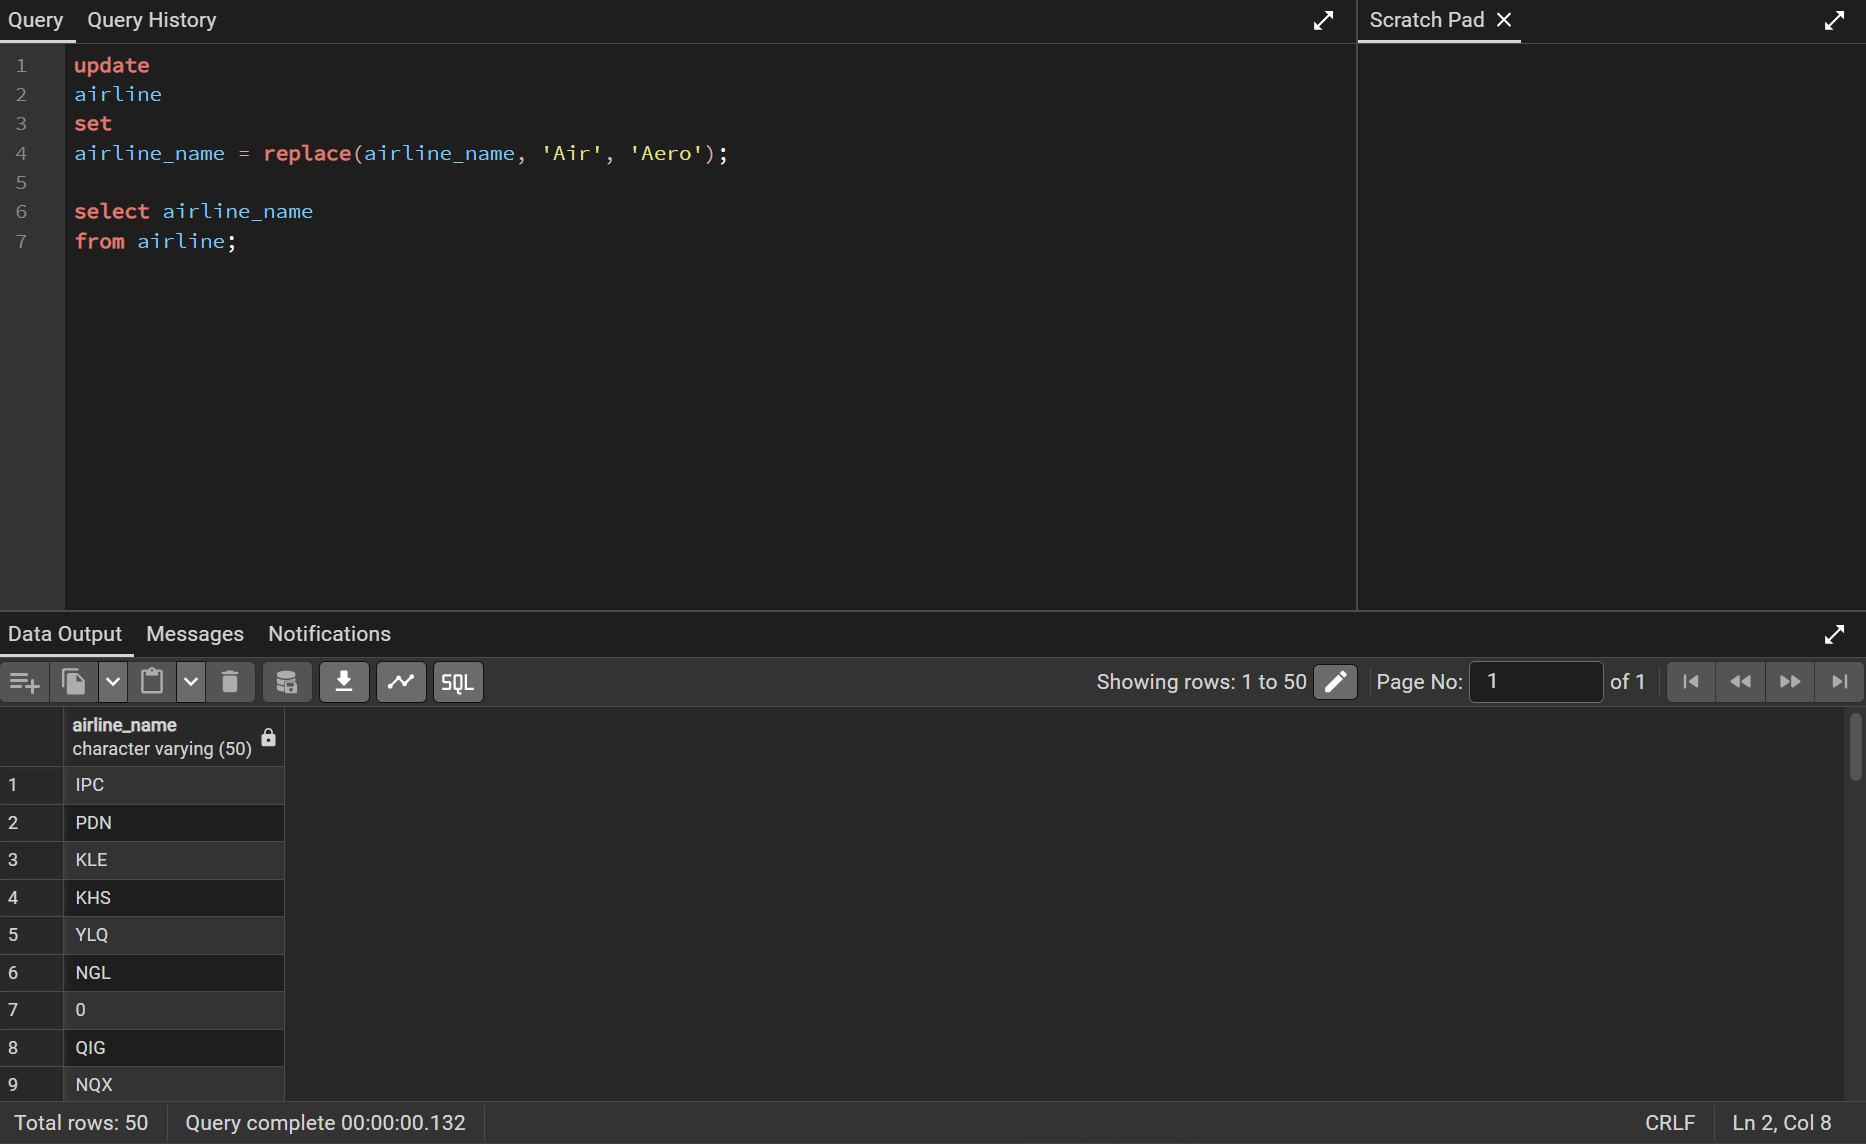 Query Query History Scratch Pad
1 update
2 airline
3 set
4 airline_name = replace(airline_name, 'Air', 'Aero');
5
6 select airline_name
7 from airline;
Data Output Messages Notifications
SQL Showing rows: 1 to 50 Page No: 1 of 1
airline_name
character varying (50)
1 IPC
2 PDN
3 KLE
4 KHS
5 YLQ
6 NGL
7 0
8 QIG
9 NQX
Total rows: 50 Query complete 00:00:00.132 CRLF Ln 2, Col 8